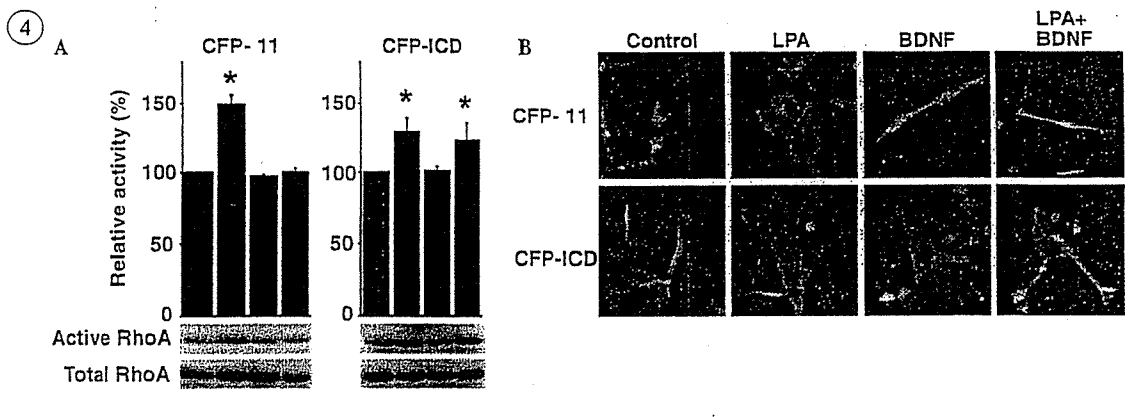 4
A
CFP- 11
CFP-ICD
Relative activity (%)
150
100
50
0
150
100
50
0
*
*
*
Active RhoA
Total RhoA
B
Control
LPA
BDNF
LPA+
BDNF
CFP- 11
CFP-ICD